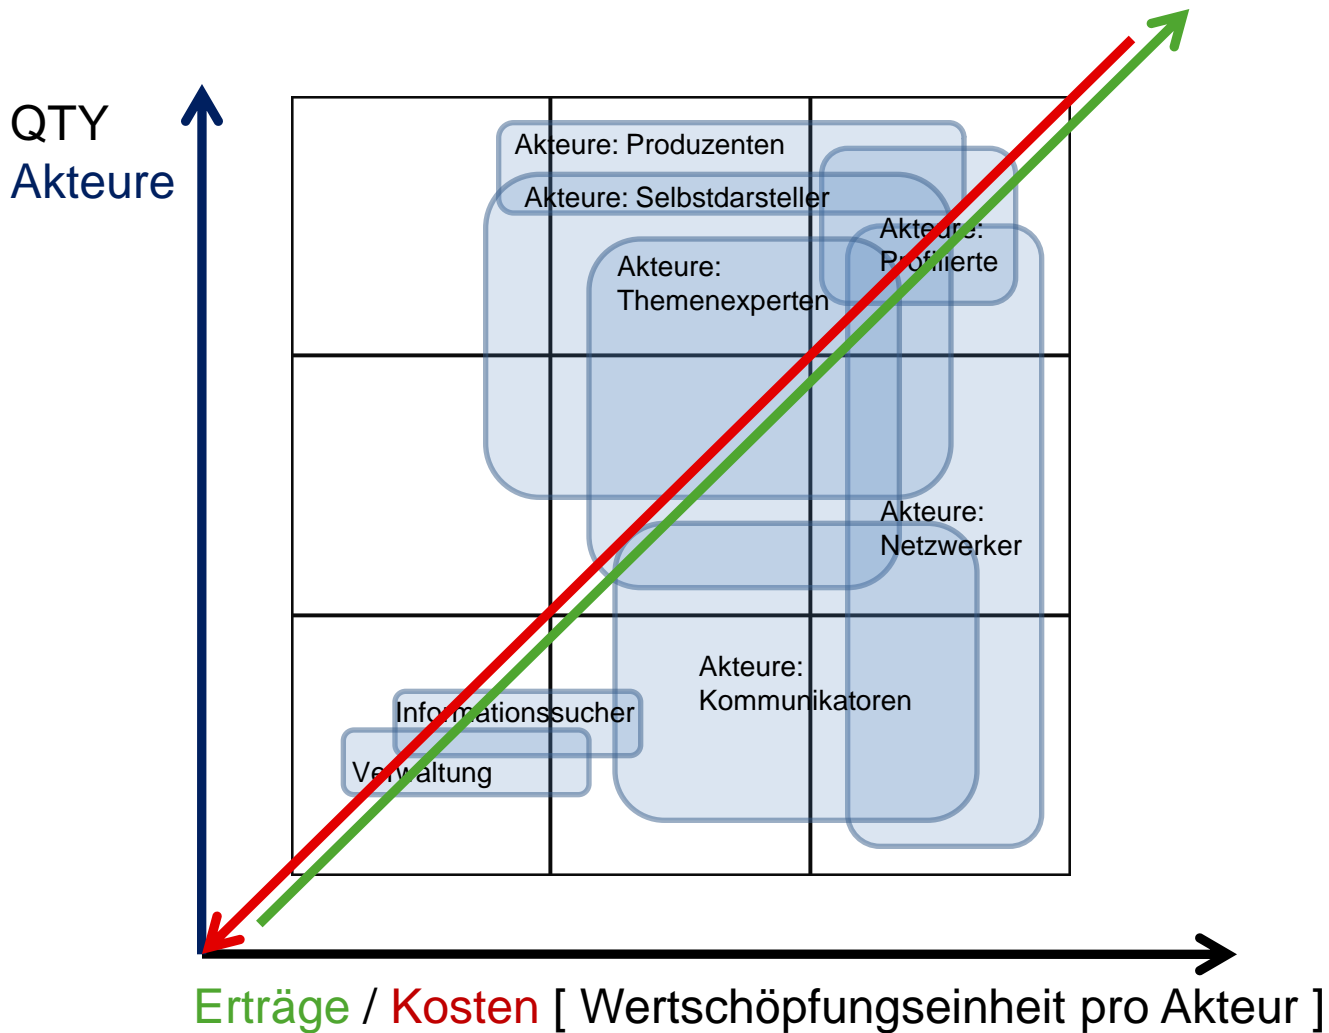 QTY
Akteure
Akteure: Produzenten
Akteure: Selbstdarsteller
Akteure:
Profilierte
Akteure:
Themenexperten
Akteure:
Netzwerker
Akteure:
Kommunikatoren
Informationssucher
Verwaltung
Erträge / Kosten [ Wertschöpfungseinheit pro Akteur ]